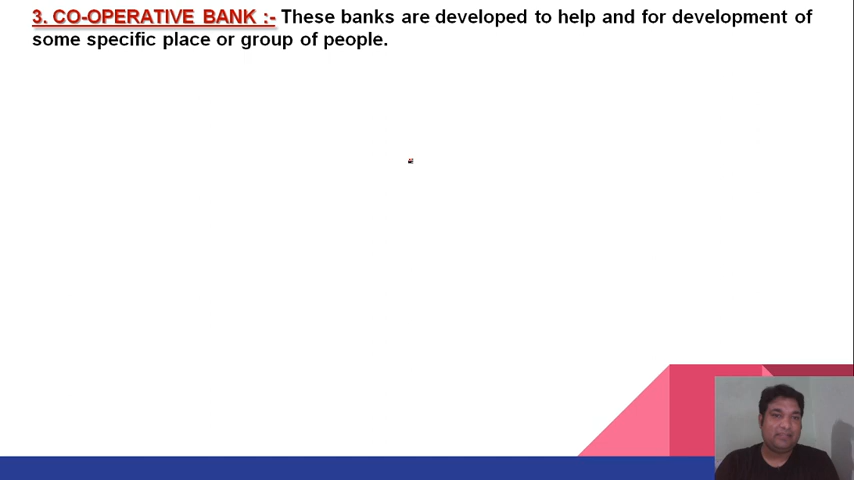 3. CO-OPERATIVE BANK :- These banks are developed to help and for development of
some specific place or group of people.